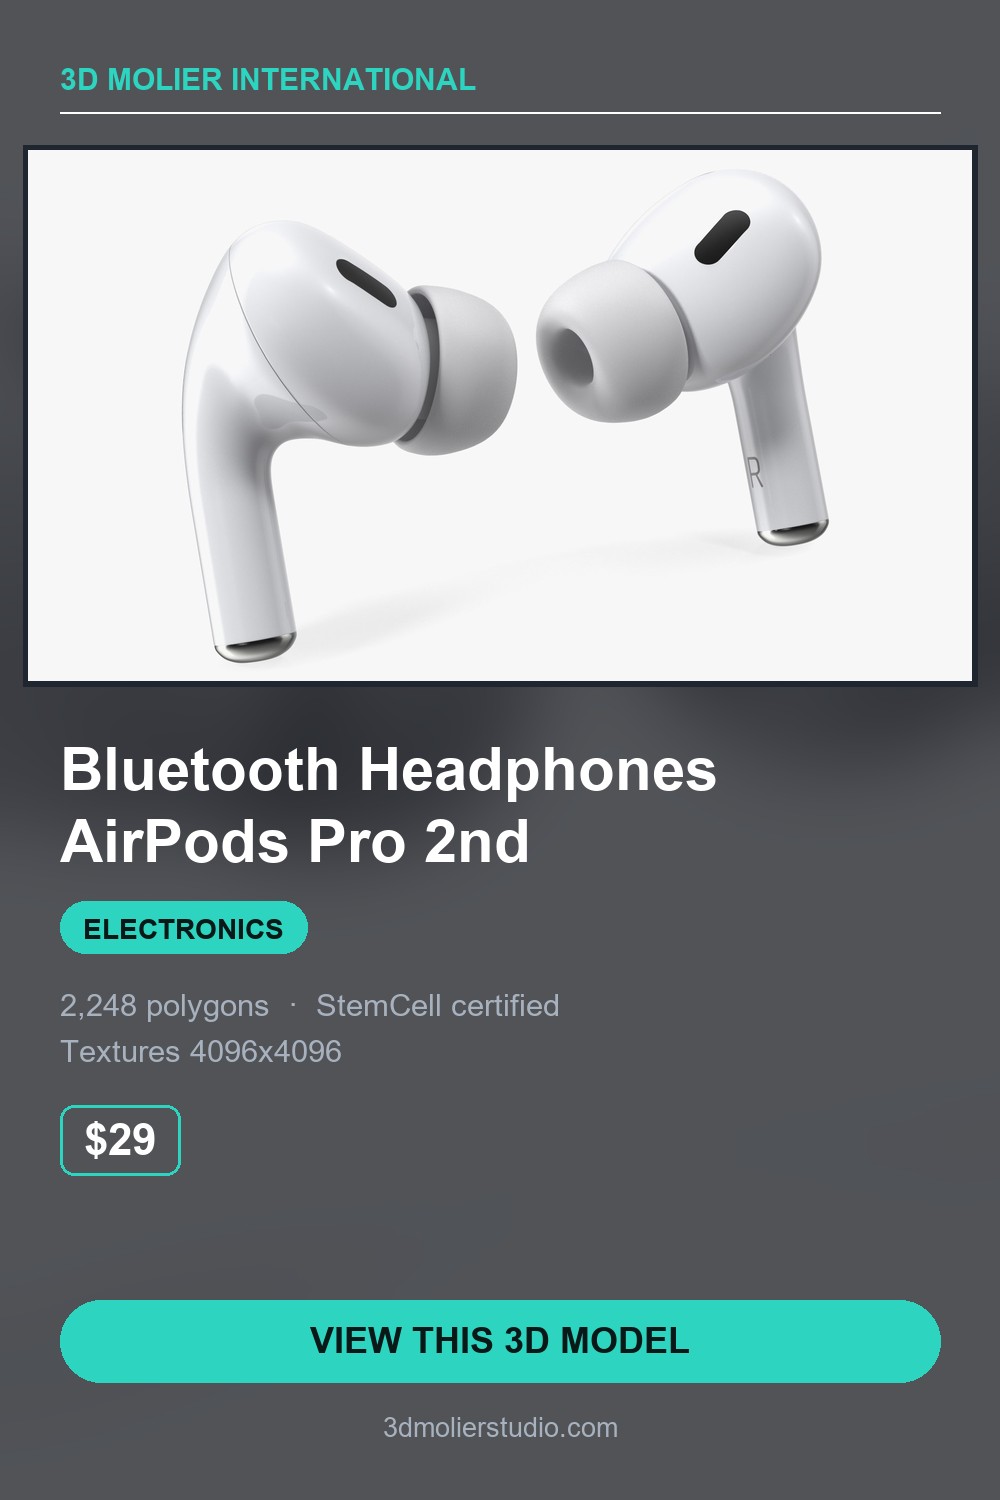 3D MOLIER INTERNATIONAL
R
Bluetooth Headphones
AirPods Pro 2nd
ELECTRONICS
2,248 polygons · StemCell certified
Textures 4096x4096
$29
VIEW THIS 3D MODEL
3dmolierstudio.com